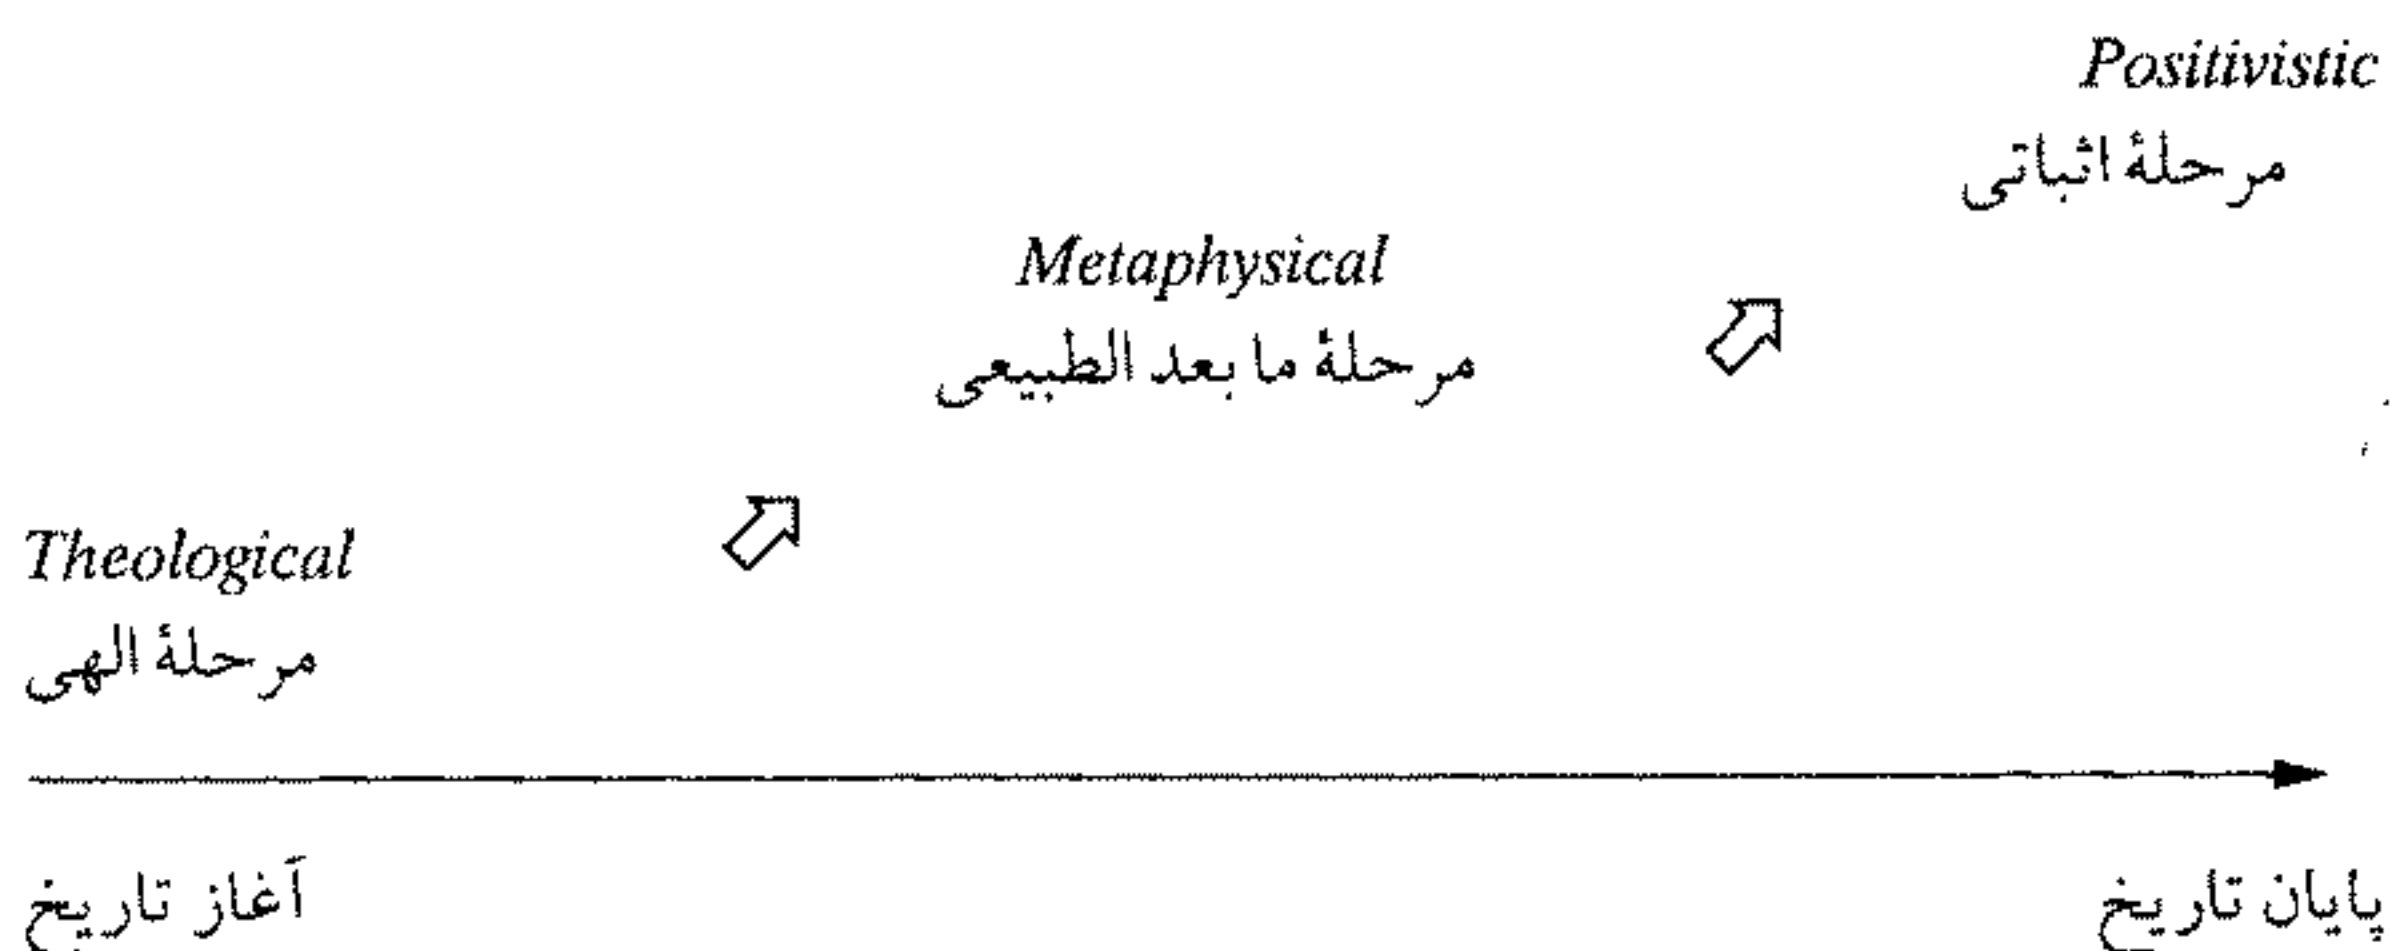 Positivistic
مرحلهٔ اثباتی
Metaphysical
مرحلهٔ ما بعد الطبیعی
Theological
مرحلهٔ الهی
آغاز تاریخ
پایان تاریخ